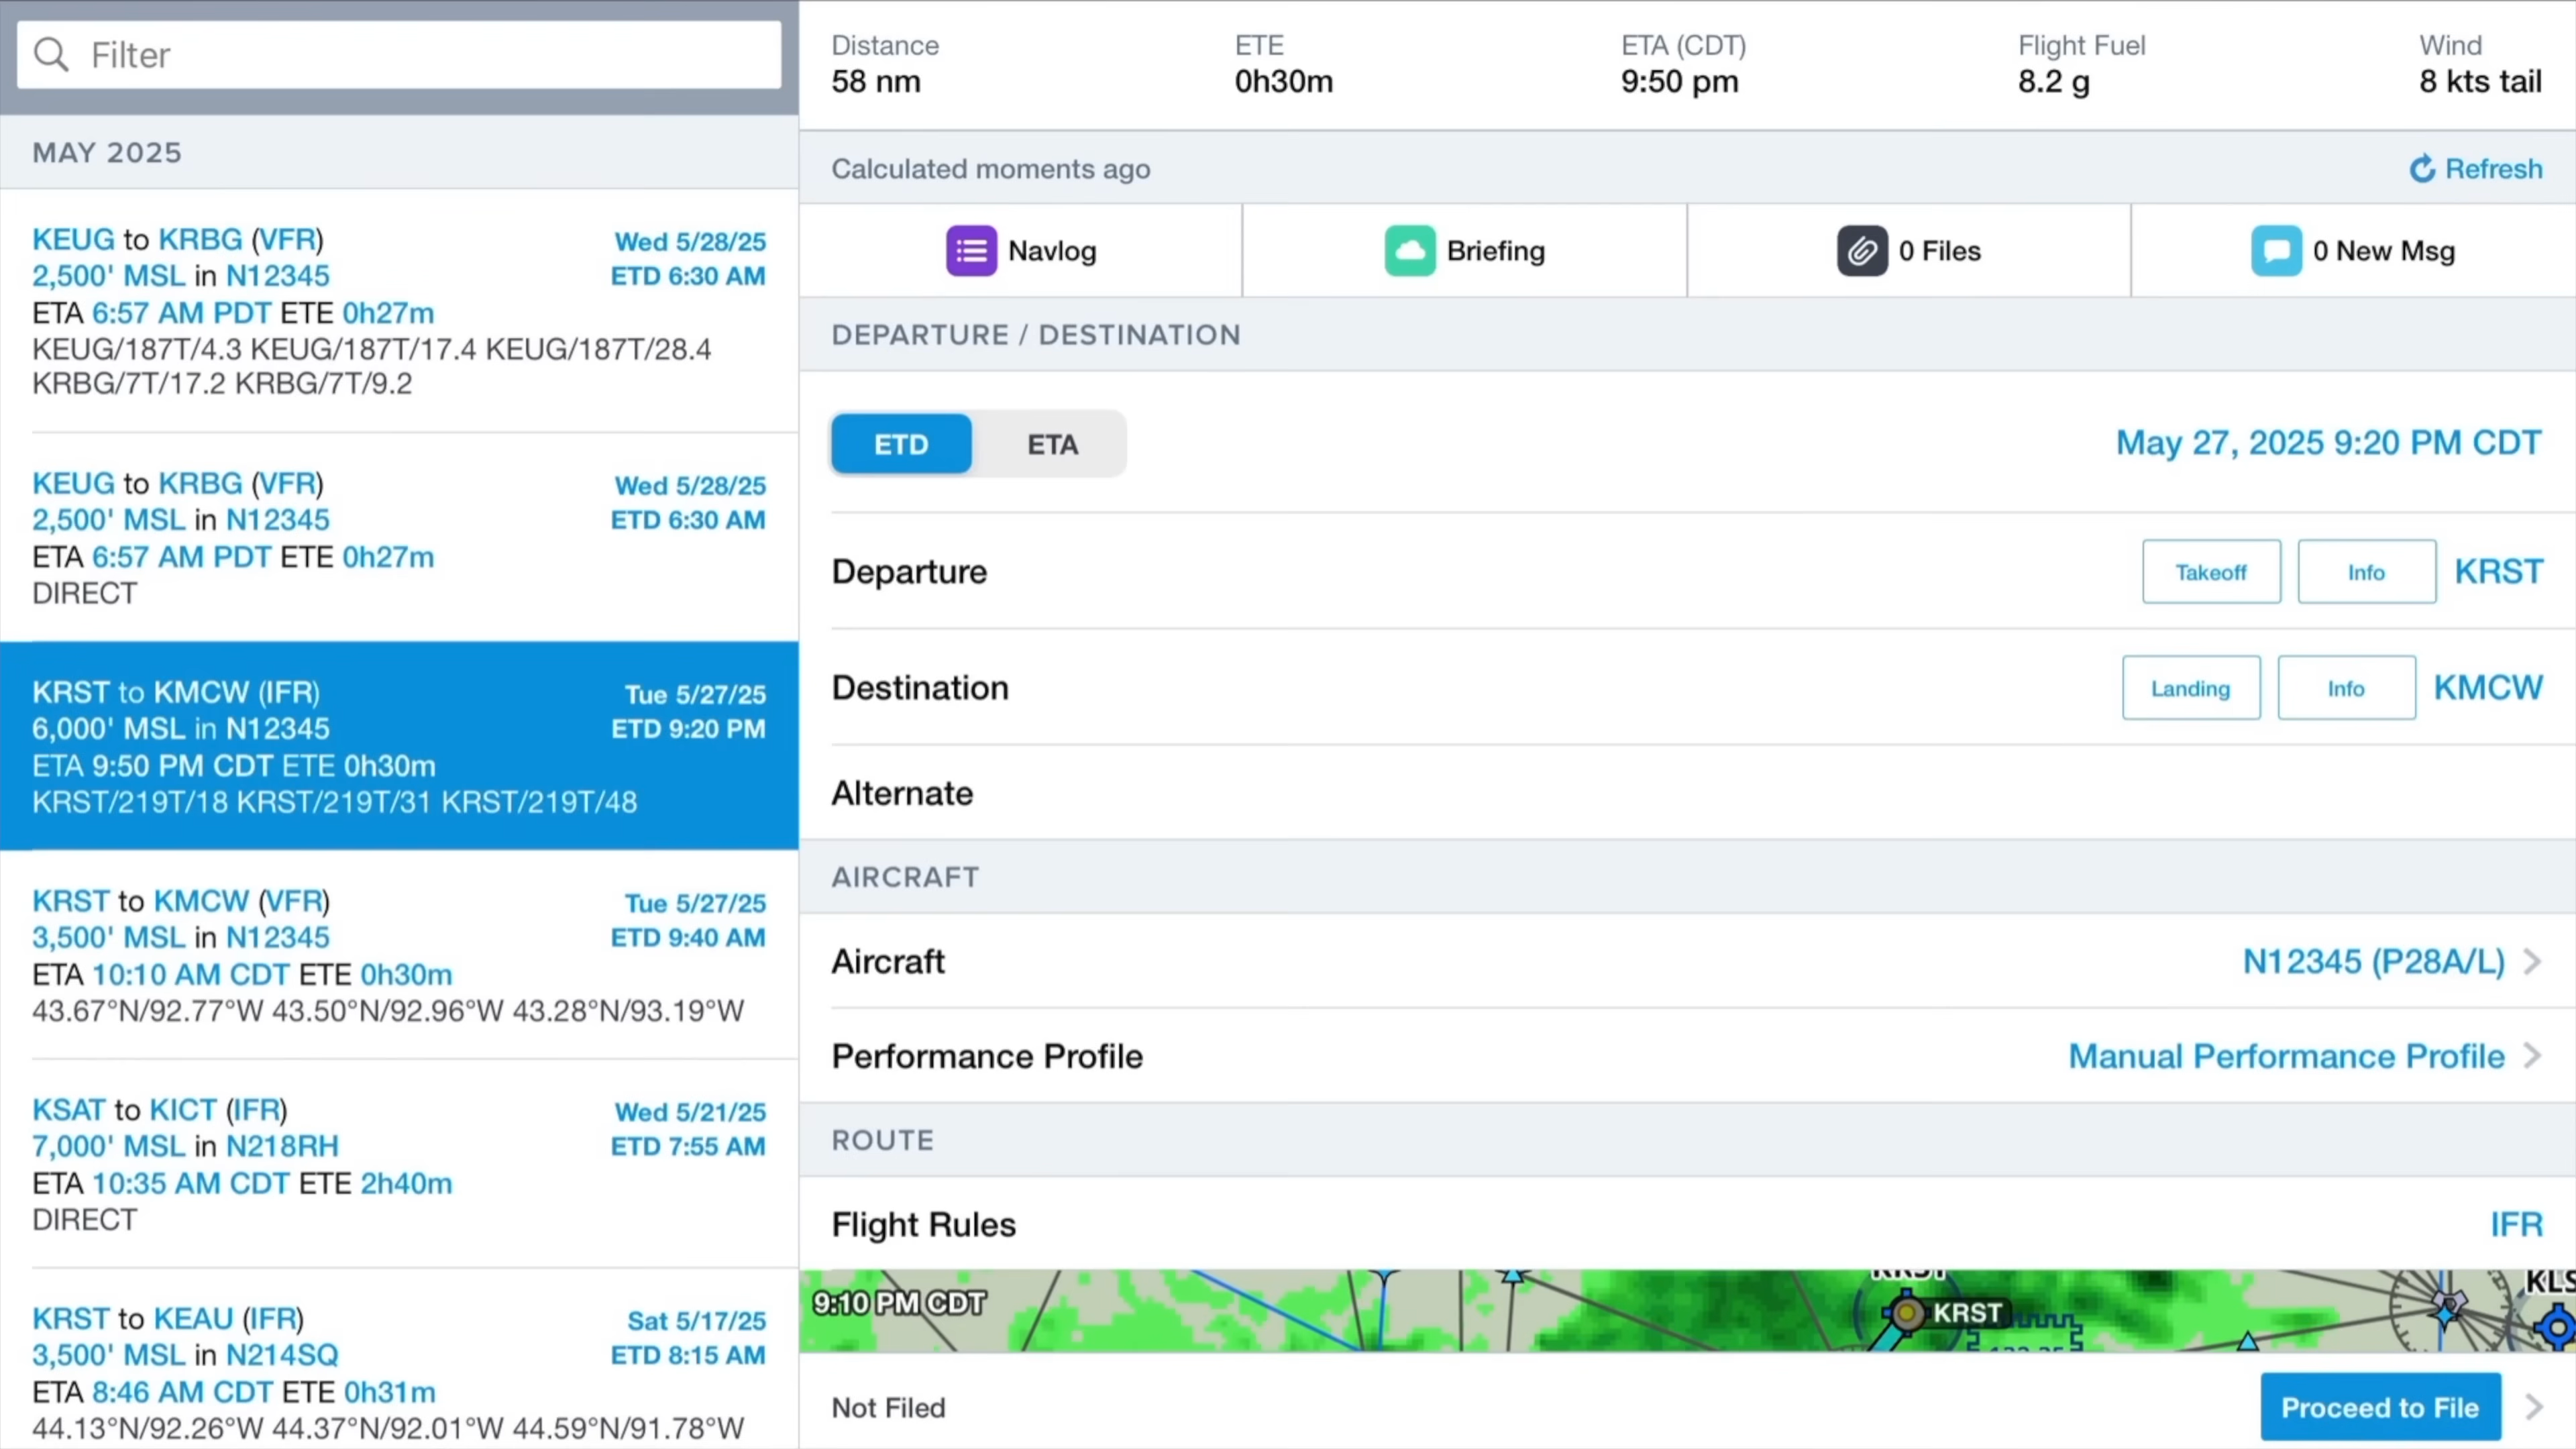 Filter
MAY 2025
KEUG to KRBG (VFR)
Wed 5/28/25
2,500' MSL in N12345
ETD 6:30 AM
ETA 6:57 AM PDT ETE 0h27m
KEUG/187T/4.3 KEUG/187T/17.4 KEUG/187T/28.4
KRBG/7T/17.2 KRBG/7T/9.2
KEUG to KRBG (VFR)
Wed 5/28/25
2,500' MSL in N12345
ETD 6:30 AM
ETA 6:57 AM PDT ETE 0h27m
DIRECT
KRST to KMCW (IFR)
Tue 5/27/25
6,000' MSL in N12345
ETD 9:20 PM
ETA 9:50 PM CDT ETE 0h30m
KRST/219T/18 KRST/219T/31 KRST/219T/48
KRST to KMCW (VFR)
Tue 5/27/25
3,500' MSL in N12345
ETD 9:40 AM
ETA 10:10 AM CDT ETE 0h30m
43.67°N/92.77°W 43.50°N/92.96°W 43.28°N/93.19°W
KSAT to KICT (IFR)
Wed 5/21/25
7,000' MSL in N218RH
ETD 7:55 AM
ETA 10:35 AM CDT ETE 2h40m
DIRECT
KRST to KEAU (IFR)
Sat 5/17/25
3,500' MSL in N214SQ
ETD 8:15 AM
ETA 8:46 AM CDT ETE 0h31m
44.13°N/92.26°W 44.37°N/92.01°W 44.59°N/91.78°W
Distance
58 nm
ETE
0h30m
ETA (CDT)
9:50 pm
Flight Fuel
8.2 g
Wind
8 kts tail
Calculated moments ago
Refresh
Navlog
Briefing
0 Files
0 New Msg
DEPARTURE / DESTINATION
ETD
ETA
May 27, 2025 9:20 PM CDT
Departure
Takeoff
Info
KRST
Destination
Landing
Info
KMCW
Alternate
AIRCRAFT
Aircraft
N12345 (P28A/L)
Performance Profile
Manual Performance Profile
ROUTE
Flight Rules
IFR
9:10 PM CDT
KRST
Not Filed
Proceed to File